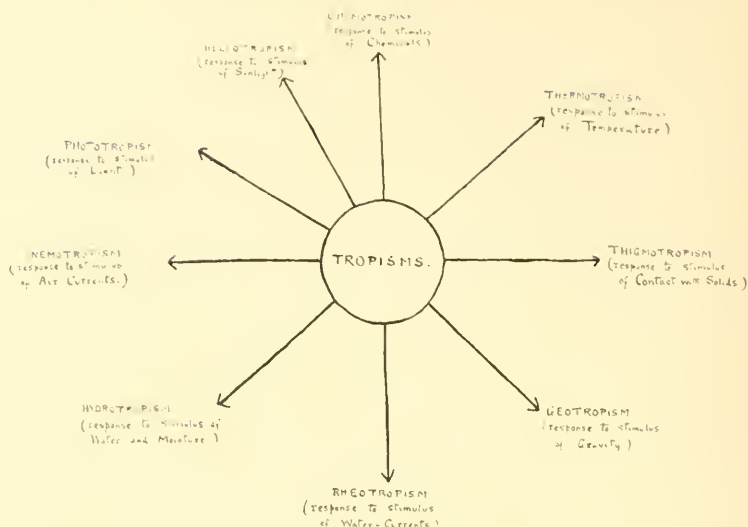 CHEMOTROPISM
(response to stimulus
of Chemicals)
HELIOTROPISM
(response to stimulus
of Sunlight)
THERMOTROPISM
(response to stimulus
of Temperature)
PHOTOTROPISM
(response to stimulus
of Light)
NEMOTROPISM
(response to stimulus
of Air Currents.)
TROPISMS.
THIGMOTROPISM
(response to stimulus
of Contact with Solids)
HYDROTROPISM
(response to stimulus of
Water and Moisture)
GEOTROPISM
(response to stimulus
of Gravity)
RHEOTROPISM
(response to stimulus
of Water-Currents)